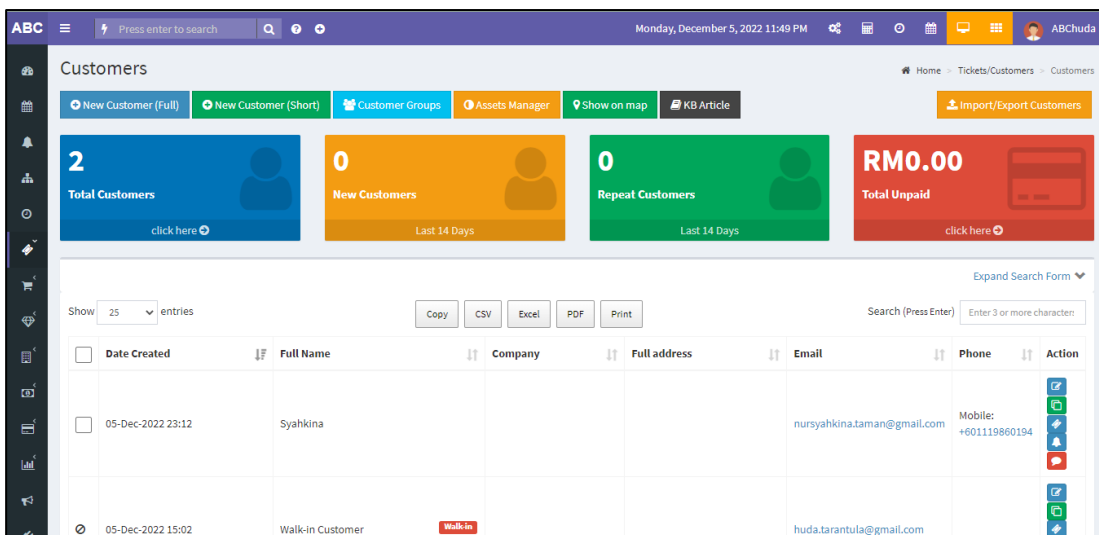 ABC Press enter to search Monday, December 5, 2022 11:49 PM ABChuda
Customers Home > Tickets/Customers > Customers
New Customer (Full) New Customer (Short) Customer Groups Assets Manager Show on map KB Article Import/Export Customers
2 0 0 RM0.00
Total Customers New Customers Repeat Customers Total Unpaid
click here Last 14 Days Last 14 Days click here
Expand Search Form
Show 25 entries Copy CSV Excel PDF Print Search (Press Enter) Enter 3 or more characters
Date Created Full Name Company Full address Email Phone Action
05-Dec-2022 23:12 Syahkina nursyahkina.taman@gmail.com Mobile:
+601119860194
05-Dec-2022 15:02 Walk-in Customer Walk-in huda.tarantula@gmail.com